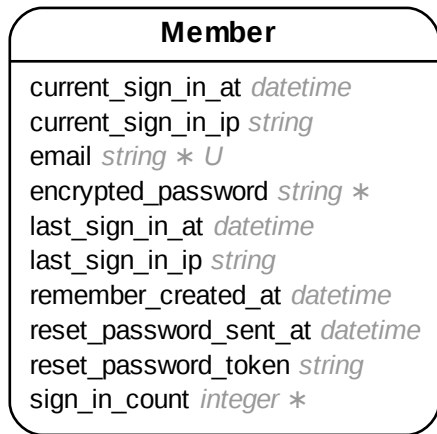 Member
current_sign_in_at datetime
current_sign_in_ip string
email string ∗ U
encrypted_password string ∗
last_sign_in_at datetime
last_sign_in_ip string
remember_created_at datetime
reset_password_sent_at datetime
reset_password_token string
sign_in_count integer ∗